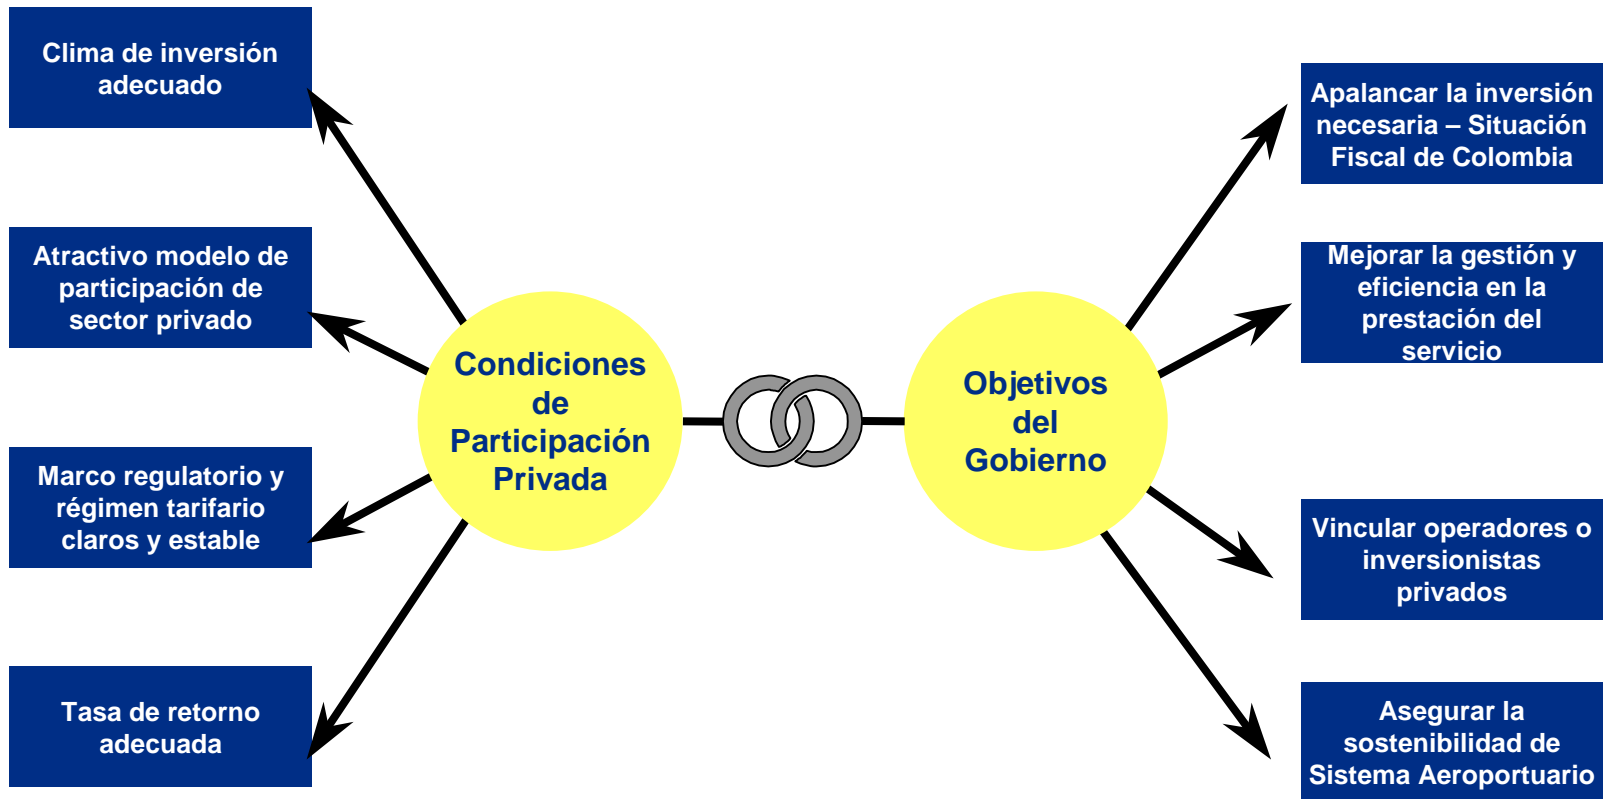 Clima de inversión
adecuado
Atractivo modelo de
participación de
sector privado
Marco regulatorio y
régimen tarifario
claros y estable
Tasa de retorno
adecuada
Condiciones
de
Participación
Privada
Objetivos
del
Gobierno
Apalancar la inversión
necesaria – Situación
Fiscal de Colombia
Mejorar la gestión y
eficiencia en la
prestación del
servicio
Vincular operadores o
inversionistas
privados
Asegurar la
sostenibilidad de
Sistema Aeroportuario